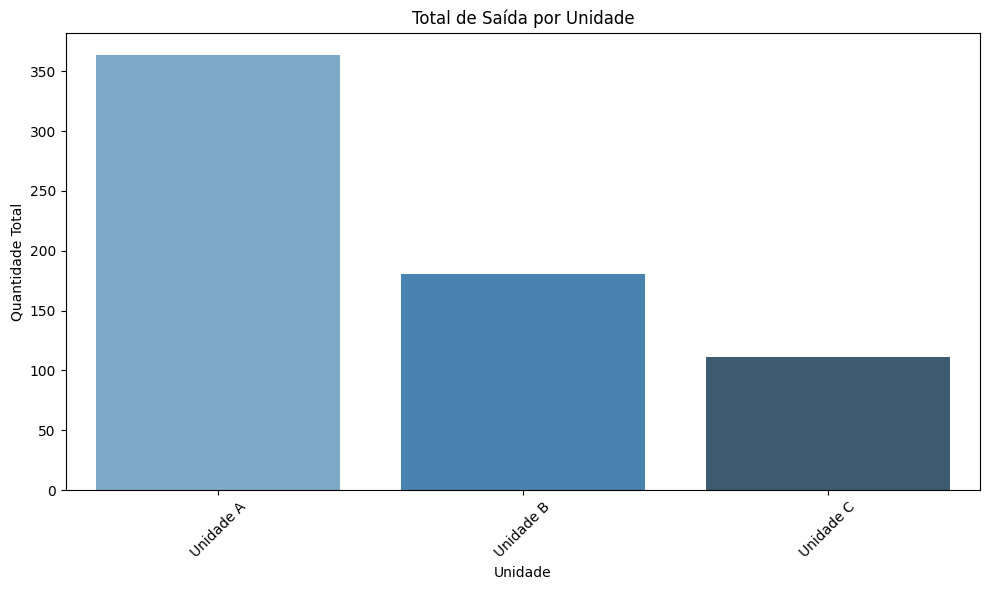 Total de Saída por Unidade
Quantidade Total
350
300
250
200
150
100
50
0
Unidade A
Unidade B
Unidade C
Unidade